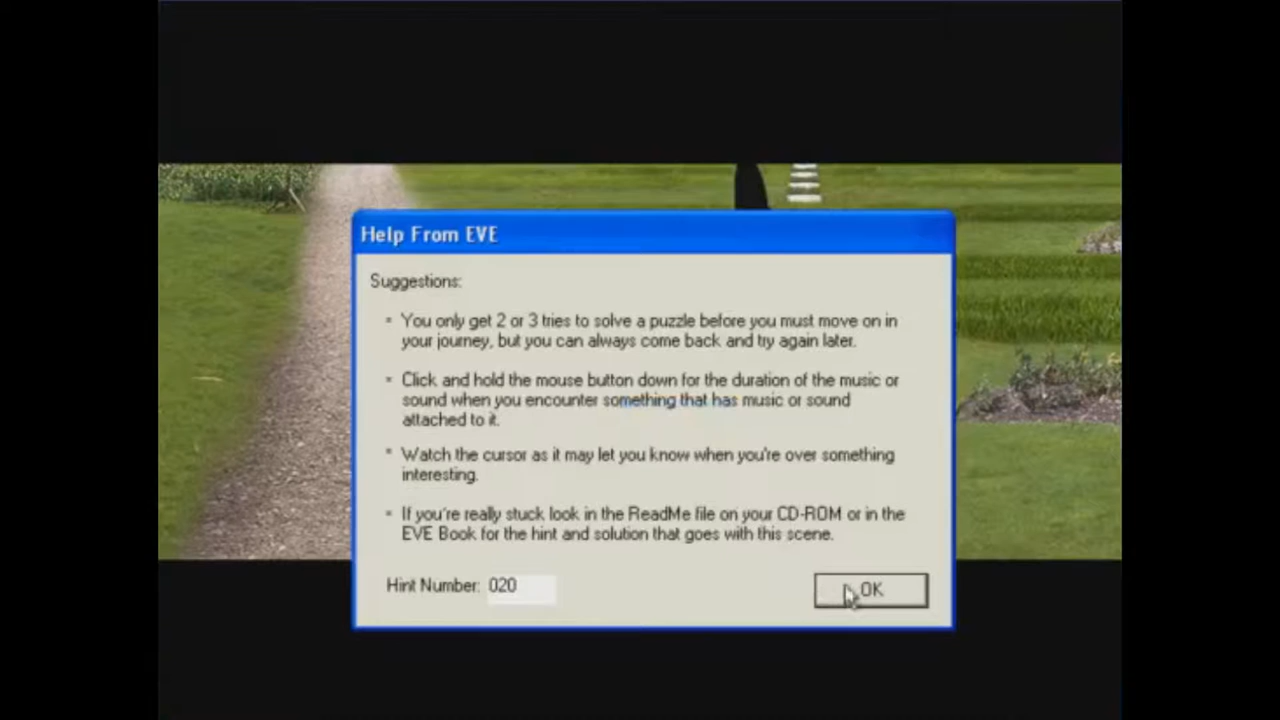 Help From EVE
Suggestions:
You only get 2 or 3 tries to solve a puzzle before you must move on in
your journey, but you can always come back and try again later.
Click and hold the mouse button down for the duration of the music or
sound when you encounter something that has music or sound
attached to it.
Watch the cursor as it may let you know when you're over something
interesting.
If you're really stuck look in the ReadMe file on your CD-ROM or in the
EVE Book for the hint and solution that goes with this scene.
Hint Number: 020
OK